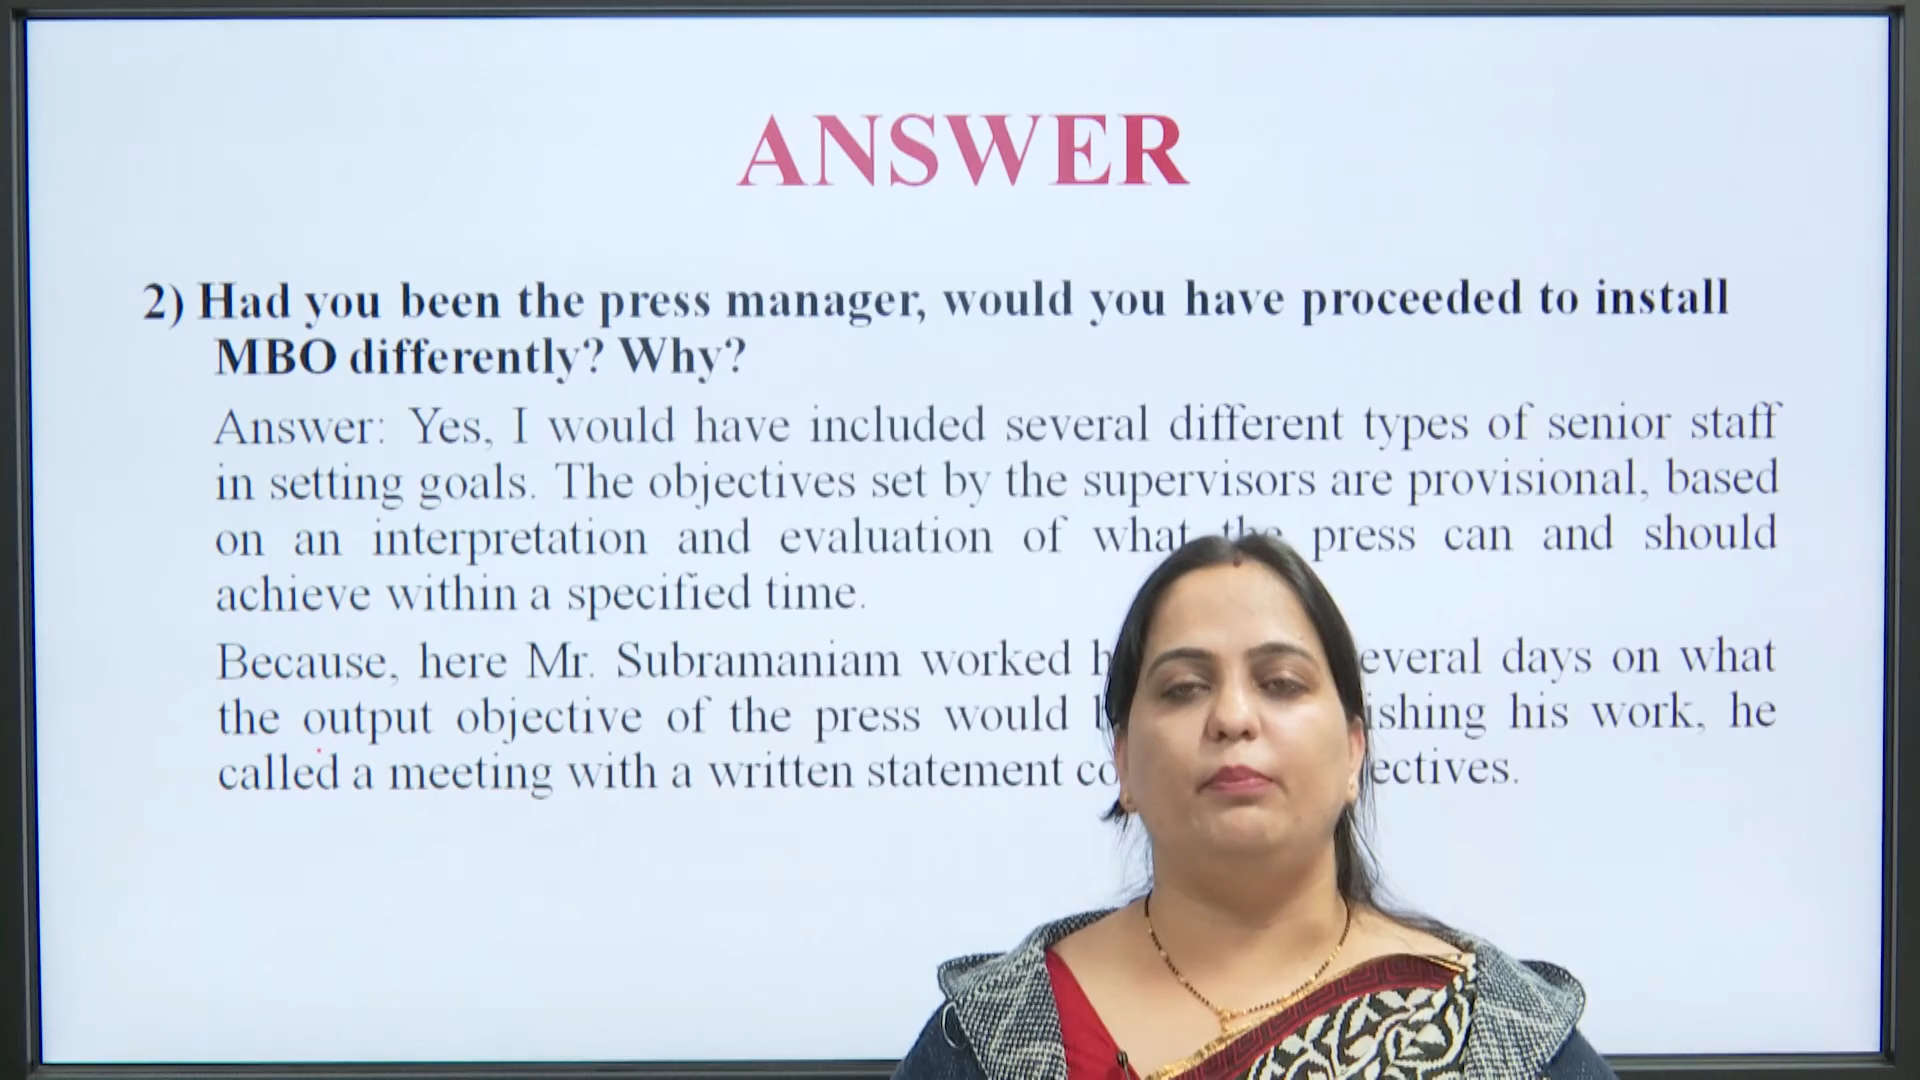 ANSWER
2) Had you been the press manager, would you have proceeded to install
MBO differently? Why?
Answer: Yes, I would have included several different types of senior staff
in setting goals. The objectives set by the supervisors are provisional, based
on an interpretation and evaluation of what the press can and should
achieve within a specified time.
Because, here Mr. Subramaniam worked several days on what
the output objective of the press would his work, he
called a meeting with a written statement